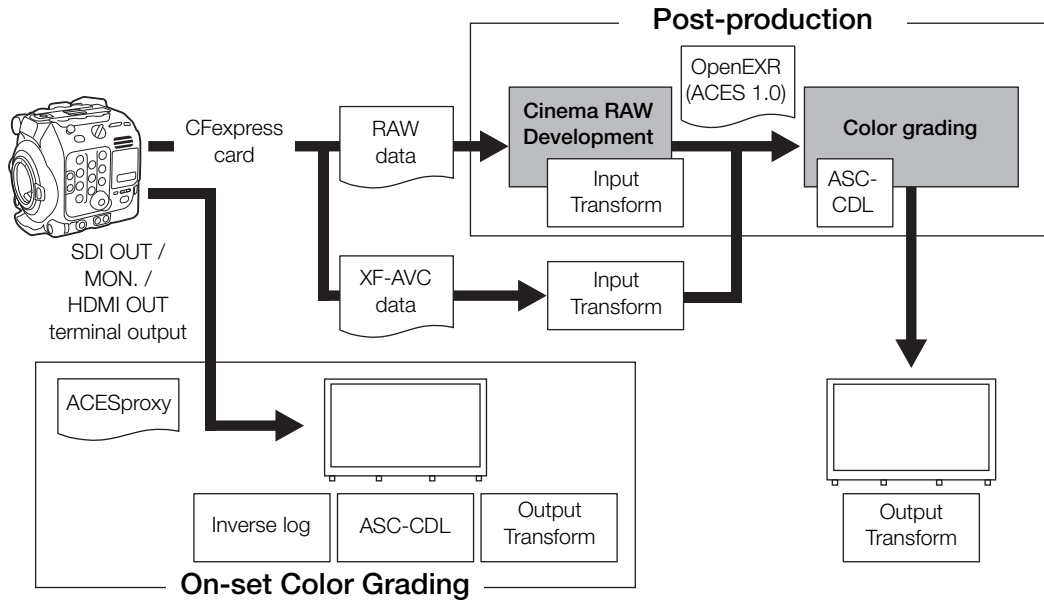 Post-production
OpenEXR
(ACES 1.0)
CFexpress
card
RAW
data
Cinema RAW
Development
Input
Transform
Color grading
ASC-
CDL
SDI OUT /
MON. /
HDMI OUT
terminal output
XF-AVC
data
Input
Transform
ACESproxy
Inverse log
ASC-CDL
Output
Transform
On-set Color Grading
Output
Transform